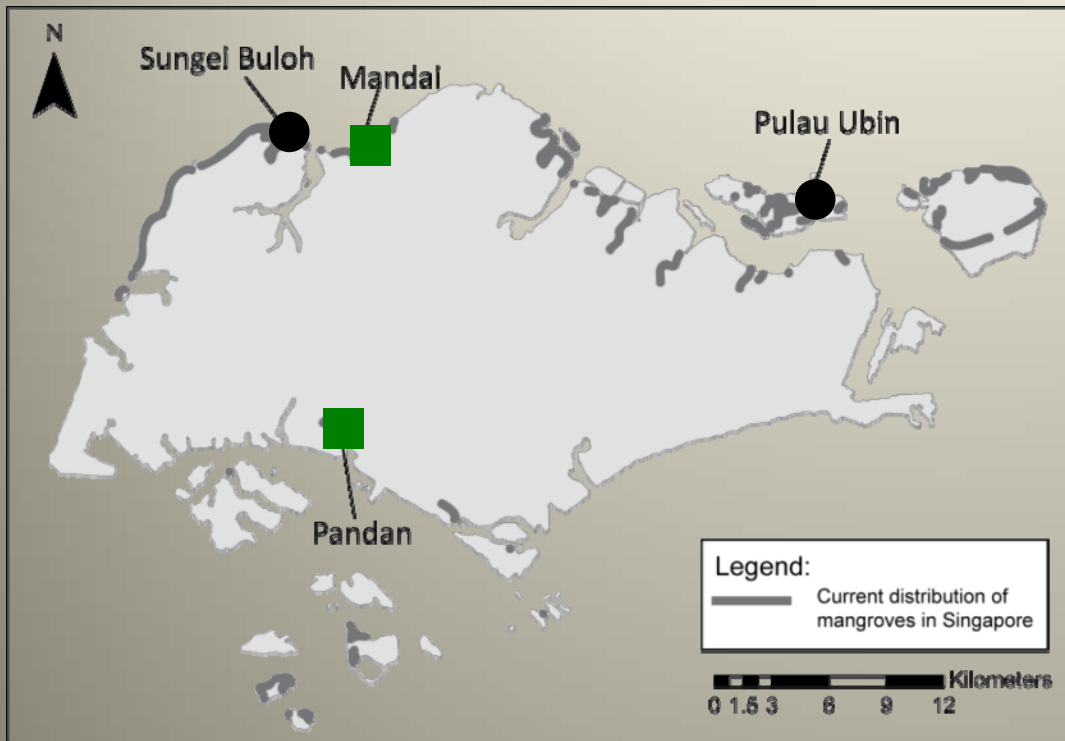 N
Sungei Buloh
Mandai
Pulau Ubin
Pandan
Legend:
Current distribution of
mangroves in Singapore
Kilometers
0 1.5 3 6 9 12